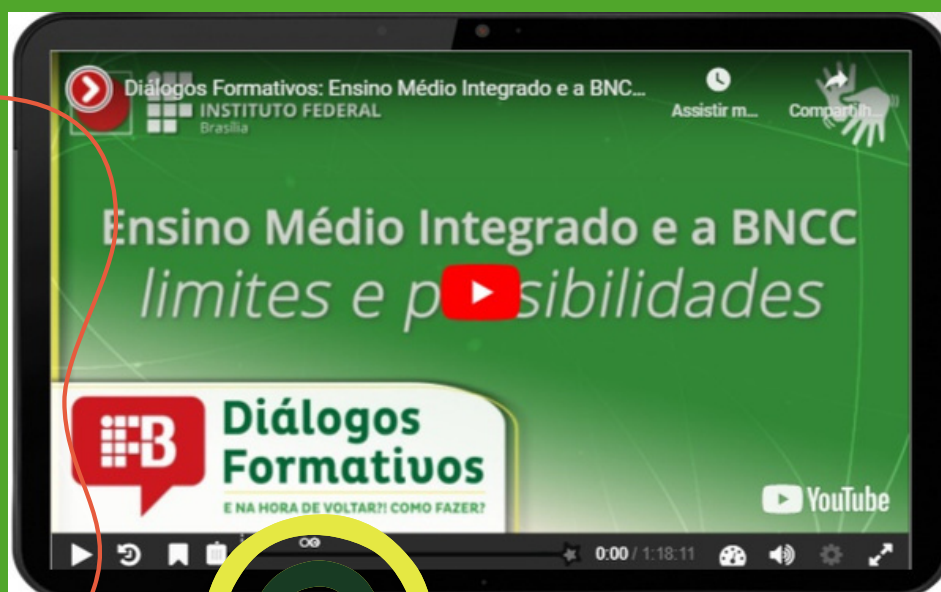 Diálogos Formativos: Ensino Médio Integrado e a BNC...
Assistir m...
Compartilh...
INSTITUTO FEDERAL
Brasília
Ensino Médio Integrado e a BNCC
limites e possibilidades
IFB
Diálogos
Formativos
E NA HORA DE VOLTAR?! COMO FAZER?
YouTube
0:00 / 1:18:11